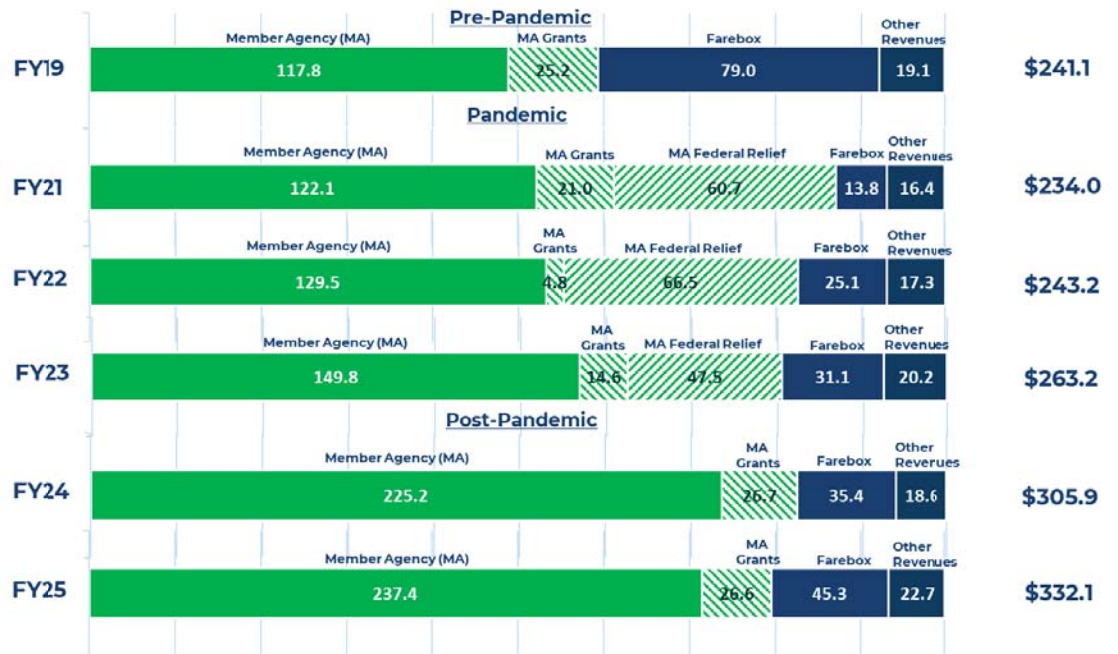 Pre-Pandemic
Member Agency (MA) MA Grants Farebox Other Revenues
FY19 117.8 25.2 79.0 19.1 $241.1
Pandemic
Member Agency (MA) MA Grants MA Federal Relief Farebox Other Revenues
FY21 122.1 21.0 60.7 13.8 16.4 $234.0
Member Agency (MA) MA Grants MA Federal Relief Farebox Other Revenues
FY22 129.5 4.8 66.5 25.1 17.3 $243.2
Member Agency (MA) MA Grants MA Federal Relief Farebox Other Revenues
FY23 149.8 14.6 47.5 31.1 20.2 $263.2
Post-Pandemic
Member Agency (MA) MA Grants Farebox Other Revenues
FY24 225.2 26.7 35.4 18.6 $305.9
Member Agency (MA) MA Grants Farebox Other Revenues
FY25 237.4 26.6 45.3 22.7 $332.1